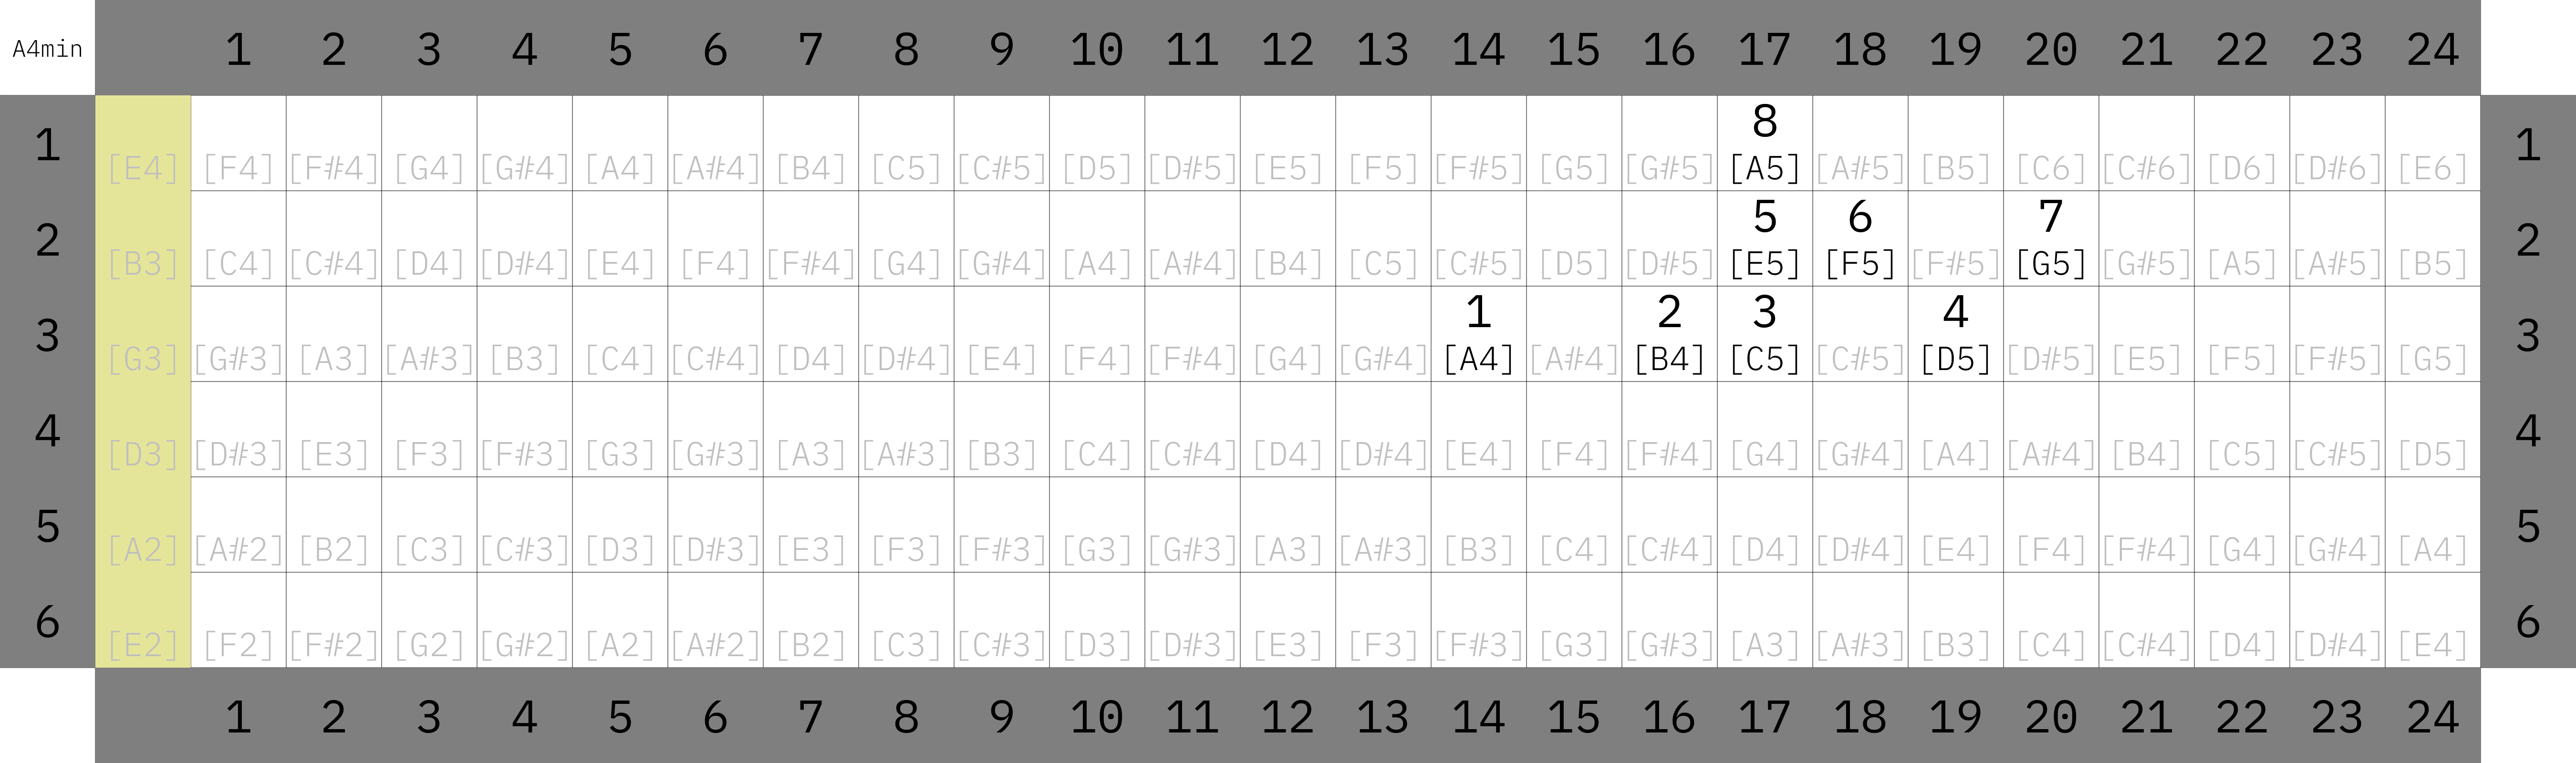 A4min 1 2 3 4 5 6 7 8 9 10 11 12 13 14 15 16 17 18 19 20 21 22 23 24
8
1 [E4] [F4] [F#4] [G4] [G#4] [A4] [A#4] [B4] [C5] [C#5] [D5] [D#5] [E5] [F5] [F#5] [G5] [G#5] [A5] [A#5] [B5] [C6] [C#6] [D6] [D#6] [E6] 1
5 6 7
2 [B3] [C4] [C#4] [D4] [D#4] [E4] [F4] [F#4] [G4] [G#4] [A4] [A#4] [B4] [C5] [C#5] [D5] [D#5] [E5] [F5] [F#5] [G5] [G#5] [A5] [A#5] [B5] 2
1 2 3 4
3 [G3] [G#3] [A3] [A#3] [B3] [C4] [C#4] [D4] [D#4] [E4] [F4] [F#4] [G4] [G#4] [A4] [A#4] [B4] [C5] [C#5] [D5] [D#5] [E5] [F5] [F#5] [G5] 3
4 [D3] [D#3] [E3] [F3] [F#3] [G3] [G#3] [A3] [A#3] [B3] [C4] [C#4] [D4] [D#4] [E4] [F4] [F#4] [G4] [G#4] [A4] [A#4] [B4] [C5] [C#5] [D5] 4
5 [A2] [A#2] [B2] [C3] [C#3] [D3] [D#3] [E3] [F3] [F#3] [G3] [G#3] [A3] [A#3] [B3] [C4] [C#4] [D4] [D#4] [E4] [F4] [F#4] [G4] [G#4] [A4] 5
6 [E2] [F2] [F#2] [G2] [G#2] [A2] [A#2] [B2] [C3] [C#3] [D3] [D#3] [E3] [F3] [F#3] [G3] [G#3] [A3] [A#3] [B3] [C4] [C#4] [D4] [D#4] [E4] 6
1 2 3 4 5 6 7 8 9 10 11 12 13 14 15 16 17 18 19 20 21 22 23 24